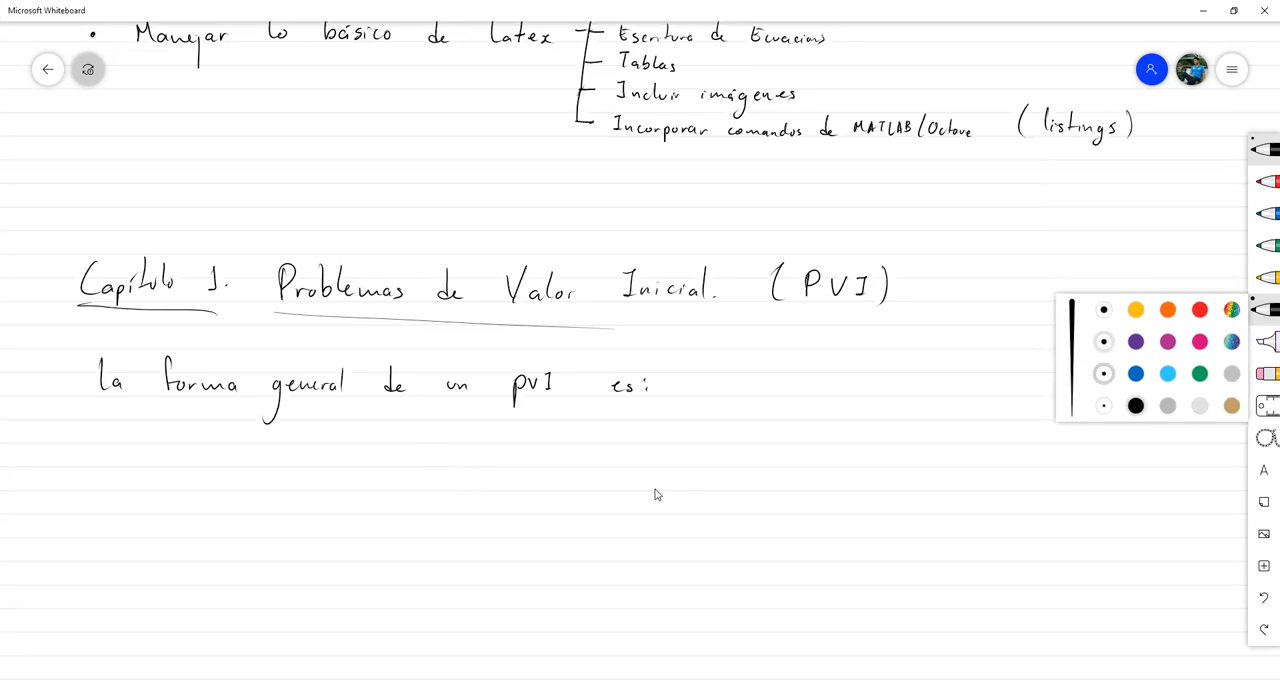 Microsoft Whiteboard
• Manejar lo básico de Latex
Escritura de Ecuacions
Tablas
Incluir imágenes
Incorporar comandos de MATLAB/Octave (listings)
Capítulo 1. Problemas de Valor Inicial. (PVI)
la forma general de un pvI es:
A